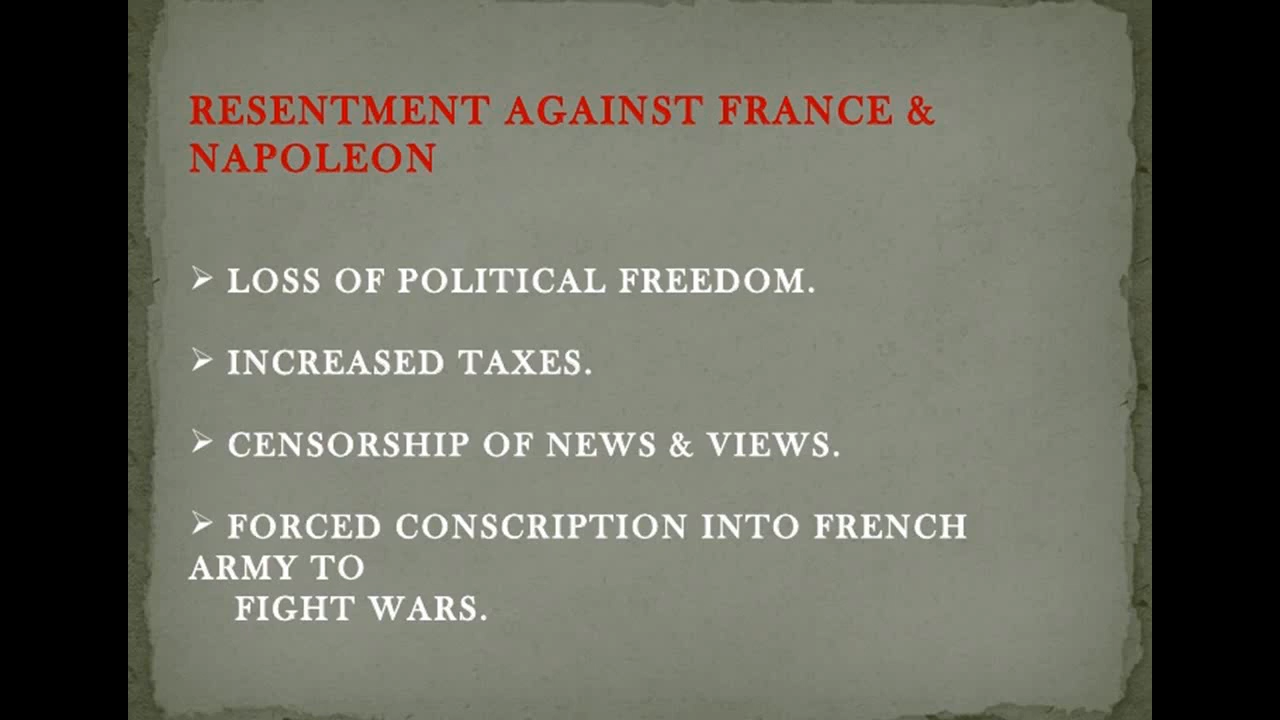 RESENTMENT AGAINST FRANCE &
NAPOLEON
➢ LOSS OF POLITICAL FREEDOM.
➢ INCREASED TAXES.
➢ CENSORSHIP OF NEWS & VIEWS.
➢ FORCED CONSCRIPTION INTO FRENCH
ARMY TO
FIGHT WARS.